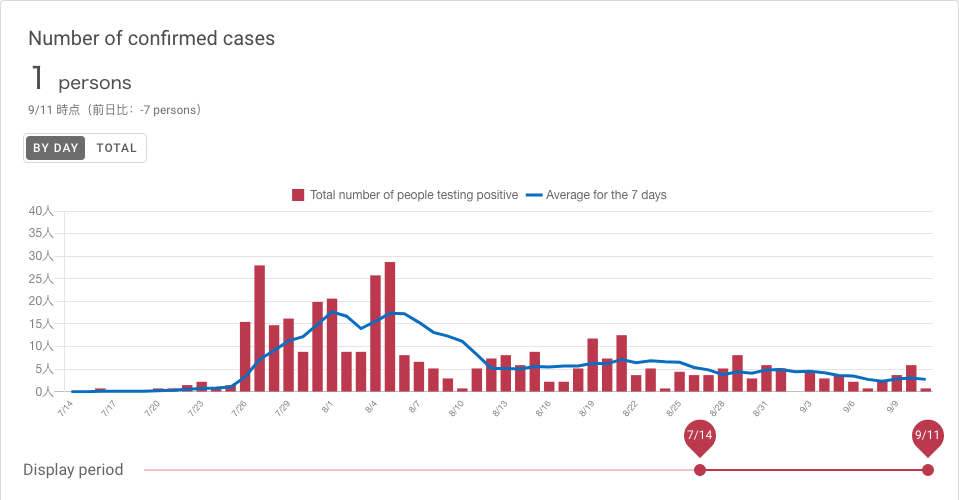 Number of confirmed cases
1 persons
9/11 時点（前日比：-7 persons）
BY DAY TOTAL
Total number of people testing positive Average for the 7 days
40人
35人
30人
25人
20人
15人
10人
5人
0人
7/14 7/17 7/20 7/23 7/26 7/29 8/1 8/4 8/7 8/10 8/13 8/16 8/19 8/22 8/25 8/28 8/31 9/3 9/6 9/9
7/14 9/11
Display period